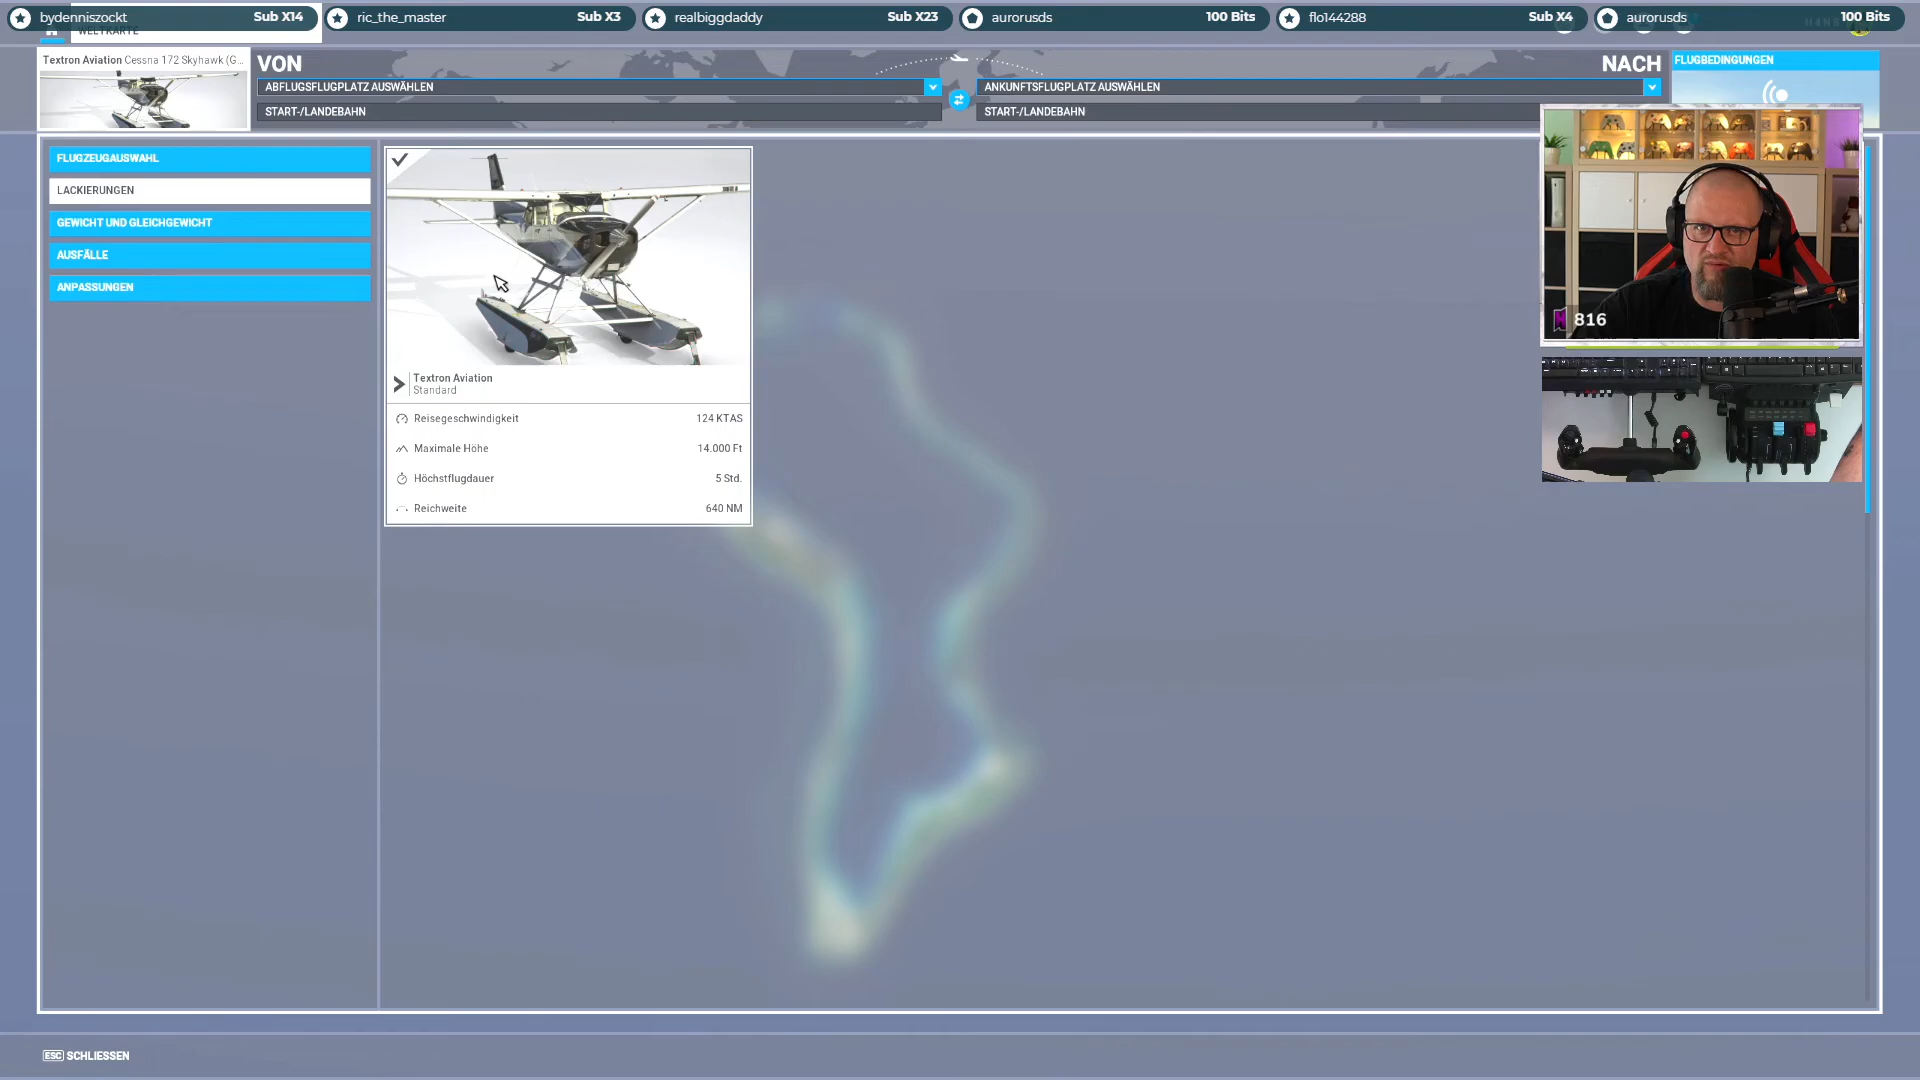 bydenniszockt Sub X14
ric_the_master Sub X3
realbiggdaddy Sub X23
aurorusds 100 Bits
flo144288 Sub X4
aurorusds 100 Bits
WELTKARTE
Textron Aviation Cessna 172 Skyhawk (G...
VON
NACH
FLUGBEDINGUNGEN
ABFLUGSFLUGPLATZ AUSWÄHLEN
ANKUNFTSFLUGPLATZ AUSWÄHLEN
START-/LANDEBAHN
START-/LANDEBAHN
FLUGZEUGAUSWAHL
LACKIERUNGEN
GEWICHT UND GLEICHGEWICHT
AUSFÄLLE
ANPASSUNGEN
Textron Aviation
Standard
Reisegeschwindigkeit 124 KTAS
Maximale Höhe 14.000 Ft
Höchstflugdauer 5 Std.
Reichweite 640 NM
816
ESC SCHLIESSEN